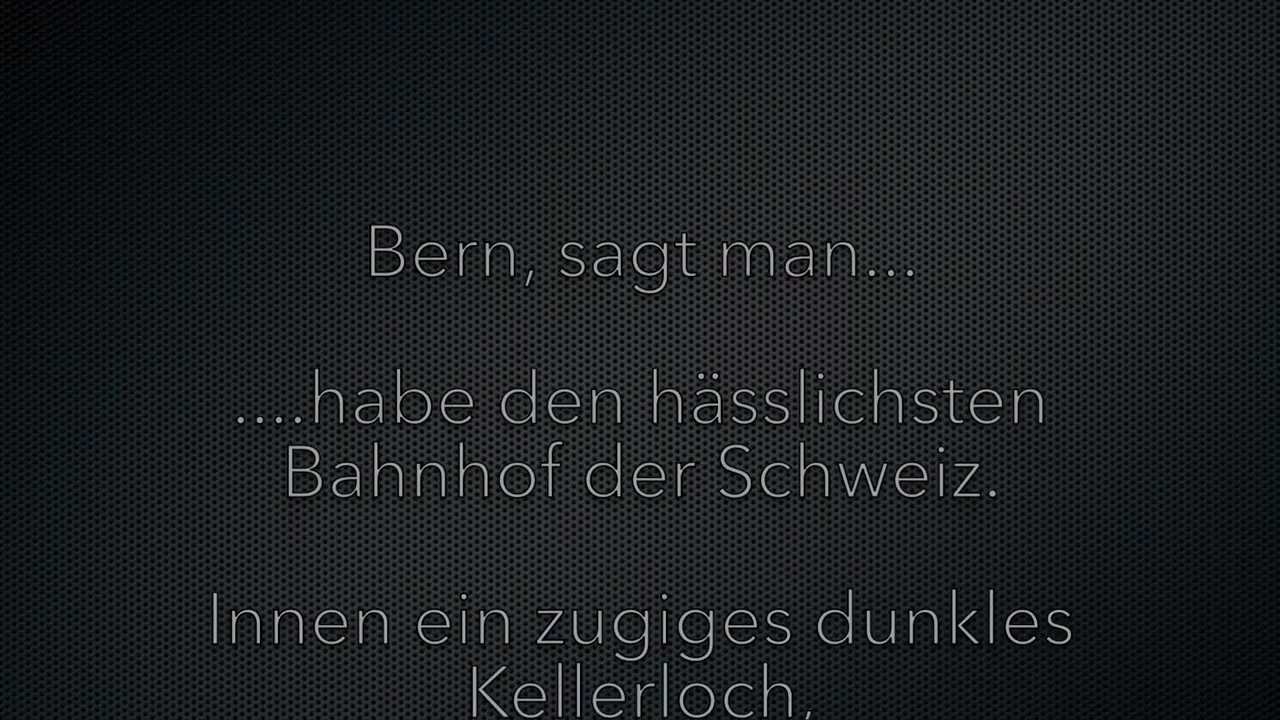 Bern, sagt man...
....habe den hässlichsten
Bahnhof der Schweiz.
Innen ein zugiges dunkles
Kellerloch,